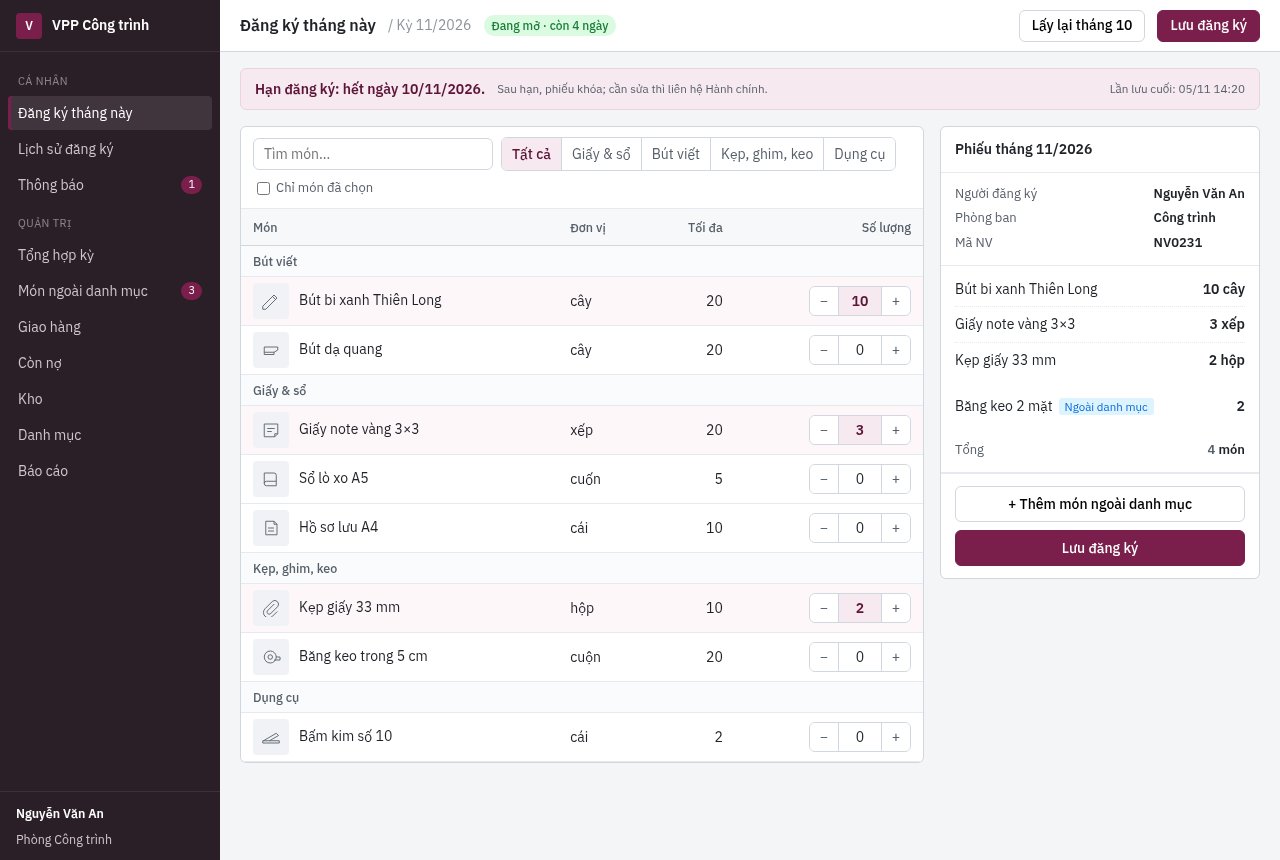 V VPP Công trình
CÁ NHÂN
Đăng ký tháng này
Lịch sử đăng ký
Thông báo 1
QUẢN TRỊ
Tổng hợp kỳ
Món ngoài danh mục 3
Giao hàng
Còn nợ
Kho
Danh mục
Báo cáo
Nguyễn Văn An
Phòng Công trình
Đăng ký tháng này / Kỳ 11/2026 Đang mở · còn 4 ngày Lấy lại tháng 10 Lưu đăng ký
Hạn đăng ký: hết ngày 10/11/2026. Sau hạn, phiếu khóa; cần sửa thì liên hệ Hành chính. Lần lưu cuối: 05/11 14:20
Tìm món... Tất cả Giấy & sổ Bút viết Kẹp, ghim, keo Dụng cụ
Chỉ món đã chọn
Món Đơn vị Tối đa Số lượng
Bút viết
Bút bi xanh Thiên Long cây 20 − 10 +
Bút dạ quang cây 20 − 0 +
Giấy & sổ
Giấy note vàng 3×3 xếp 20 − 3 +
Sổ lò xo A5 cuốn 5 − 0 +
Hồ sơ lưu A4 cái 10 − 0 +
Kẹp, ghim, keo
Kẹp giấy 33 mm hộp 10 − 2 +
Băng keo trong 5 cm cuộn 20 − 0 +
Dụng cụ
Bấm kim số 10 cái 2 − 0 +
Phiếu tháng 11/2026
Người đăng ký Nguyễn Văn An
Phòng ban Công trình
Mã NV NV0231
Bút bi xanh Thiên Long 10 cây
Giấy note vàng 3×3 3 xếp
Kẹp giấy 33 mm 2 hộp
Băng keo 2 mặt Ngoài danh mục 2
Tổng 4 món
+ Thêm món ngoài danh mục
Lưu đăng ký